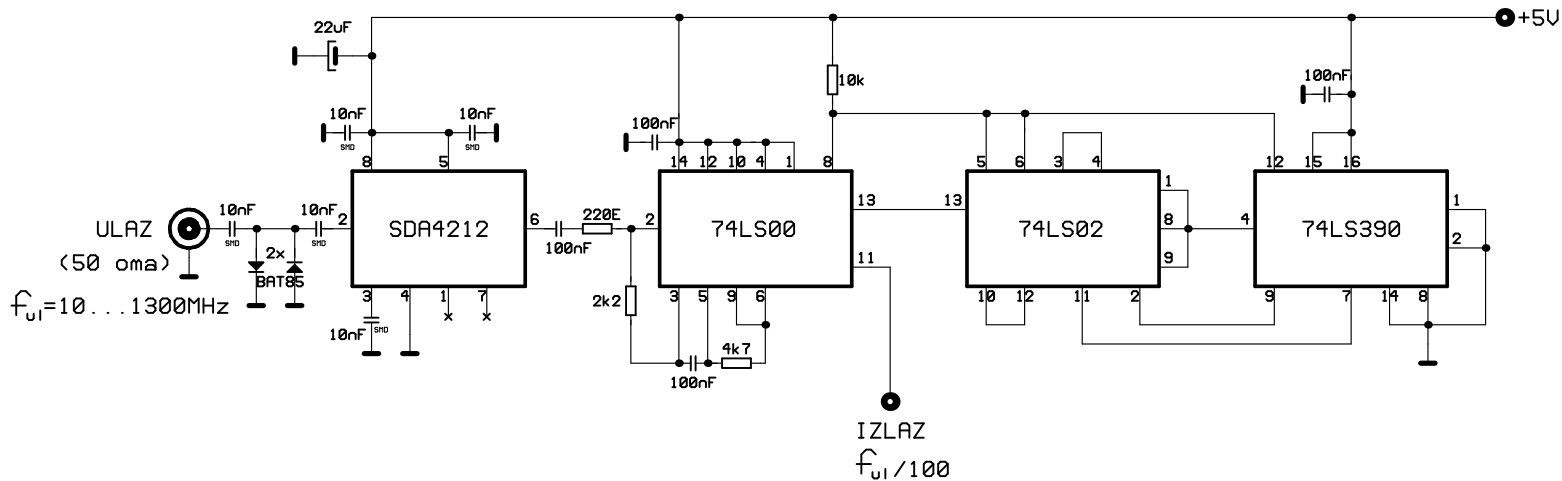 +5V
22uF
10k
100nF
10nF
10nF
100nF
SMD
SMD
8
5
14
12
10
4
1
8
5
6
3
4
12
15
16
ULAZ
10nF
10nF
2
SDA4212
6
220E
2
74LS00
13
13
74LS02
1
8
9
4
74LS390
1
2
SMD
SMD
100nF
(50 oma)
2x
BAT85
11
3
4
1
7
2k2
3
5
9
6
10
12
11
2
9
7
14
8
ful=10...1300MHz
10nF
SMD
x
x
4k7
100nF
IZLAZ
ful/100